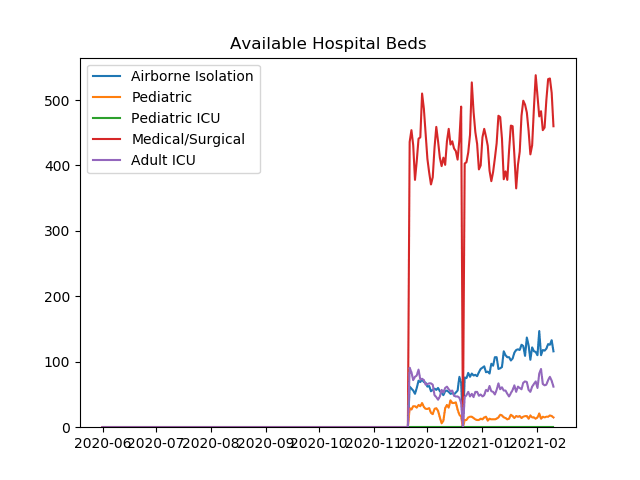 Available Hospital Beds
Airborne Isolation
Pediatric
Pediatric ICU
Medical/Surgical
Adult ICU
500
400
300
200
100
0
2020-06 2020-07 2020-08 2020-09 2020-10 2020-11 2020-12 2021-01 2021-02